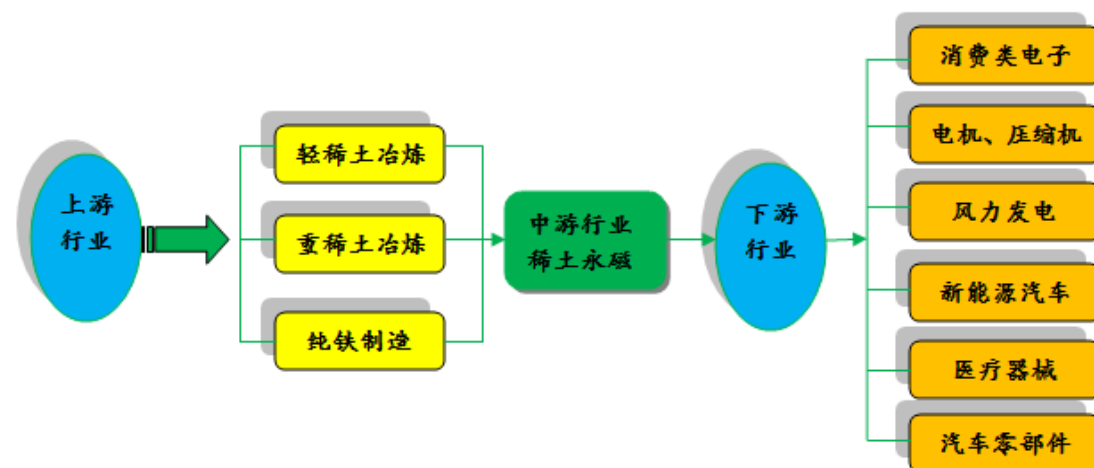 上游
行业
轻稀土冶炼
重稀土冶炼
纯铁制造
中游行业
稀土永磁
下游
行业
消费类电子
电机、压缩机
风力发电
新能源汽车
医疗器械
汽车零部件